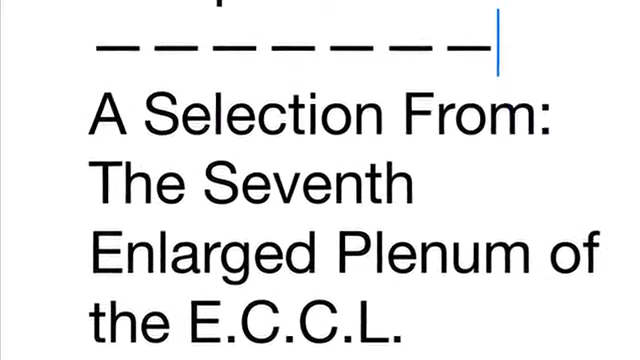 — — — — — — —
A Selection From:
The Seventh
Enlarged Plenum of
the E.C.C.L.